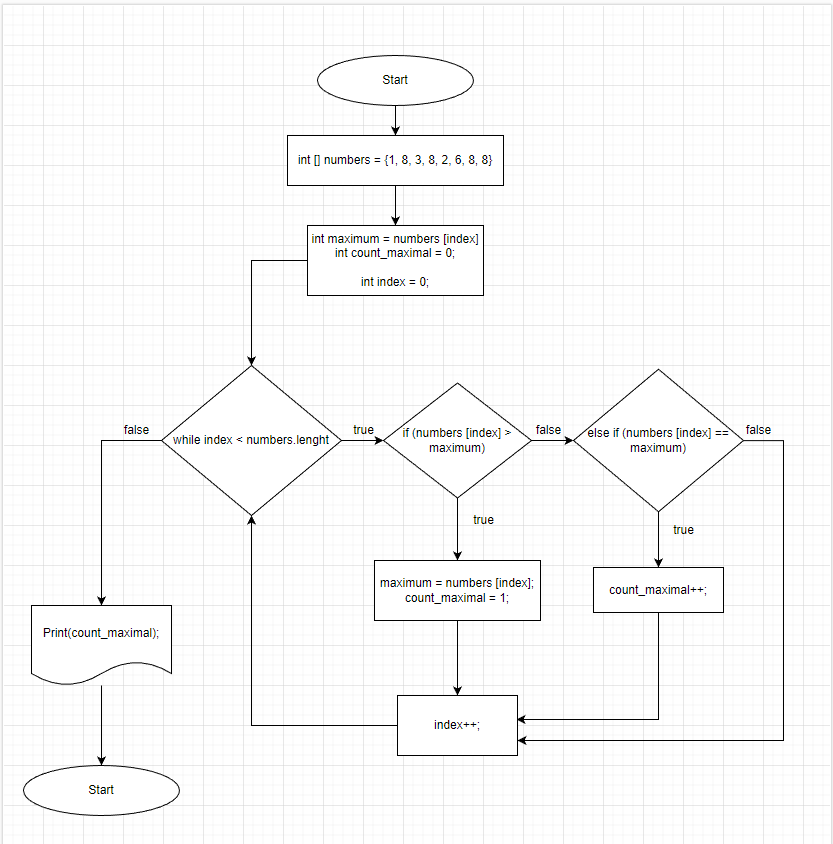 Start
int [] numbers = {1, 8, 3, 8, 2, 6, 8, 8}
int maximum = numbers [index]
int count_maximal = 0;
int index = 0;
false
while index < numbers.lenght
true
if (numbers [index] >
maximum)
false
else if (numbers [index] ==
maximum)
false
true
true
maximum = numbers [index];
count_maximal = 1;
count_maximal++;
Print(count_maximal);
index++;
Start